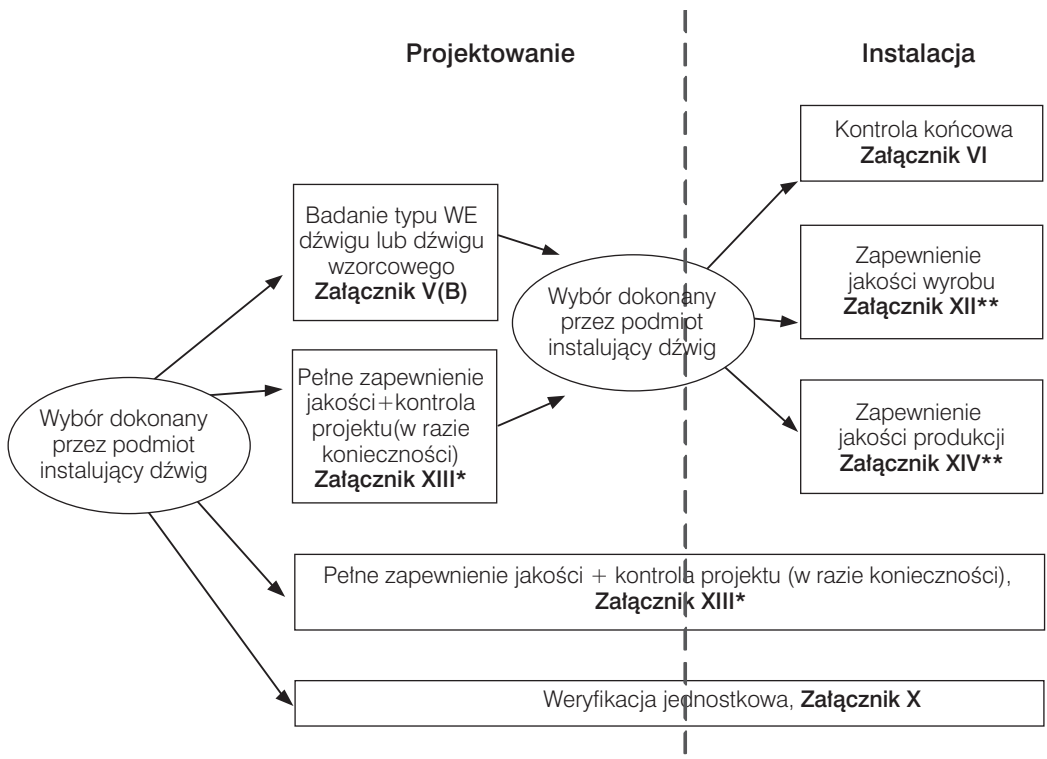 Projektowanie
Instalacja
Kontrola końcowa
Załącznik VI
Badanie typu WE
dźwigu lub dźwigu
wzorcowego
Załącznik V(B)
Zapewnienie
jakości wyrobu
Załącznik XII**
Wybór dokonany
przez podmiot
instalujący dźwig
Pełne zapewnienie
jakości+kontrola
projektu(w razie
konieczności)
Załącznik XIII*
Wybór dokonany
przez podmiot
instalujący dźwig
Zapewnienie
jakości produkcji
Załącznik XIV**
Pełne zapewnienie jakości + kontrola projektu (w razie konieczności),
Załącznik XIII*
Weryfikacja jednostkowa, Załącznik X